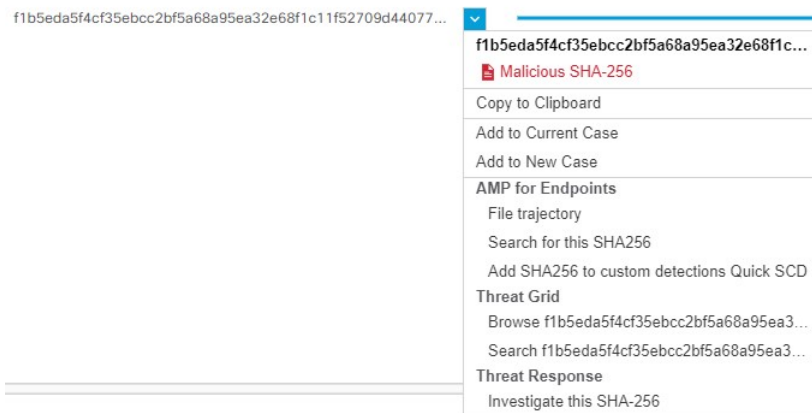 f1b5eda5f4cf35ebcc2bf5a68a95ea32e68f1c11f52709d44077...
f1b5eda5f4cf35ebcc2bf5a68a95ea32e68f1c...
Malicious SHA-256
Copy to Clipboard
Add to Current Case
Add to New Case
AMP for Endpoints
File trajectory
Search for this SHA256
Add SHA256 to custom detections Quick SCD
Threat Grid
Browse f1b5eda5f4cf35ebcc2bf5a68a95ea3...
Search f1b5eda5f4cf35ebcc2bf5a68a95ea3...
Threat Response
Investigate this SHA-256